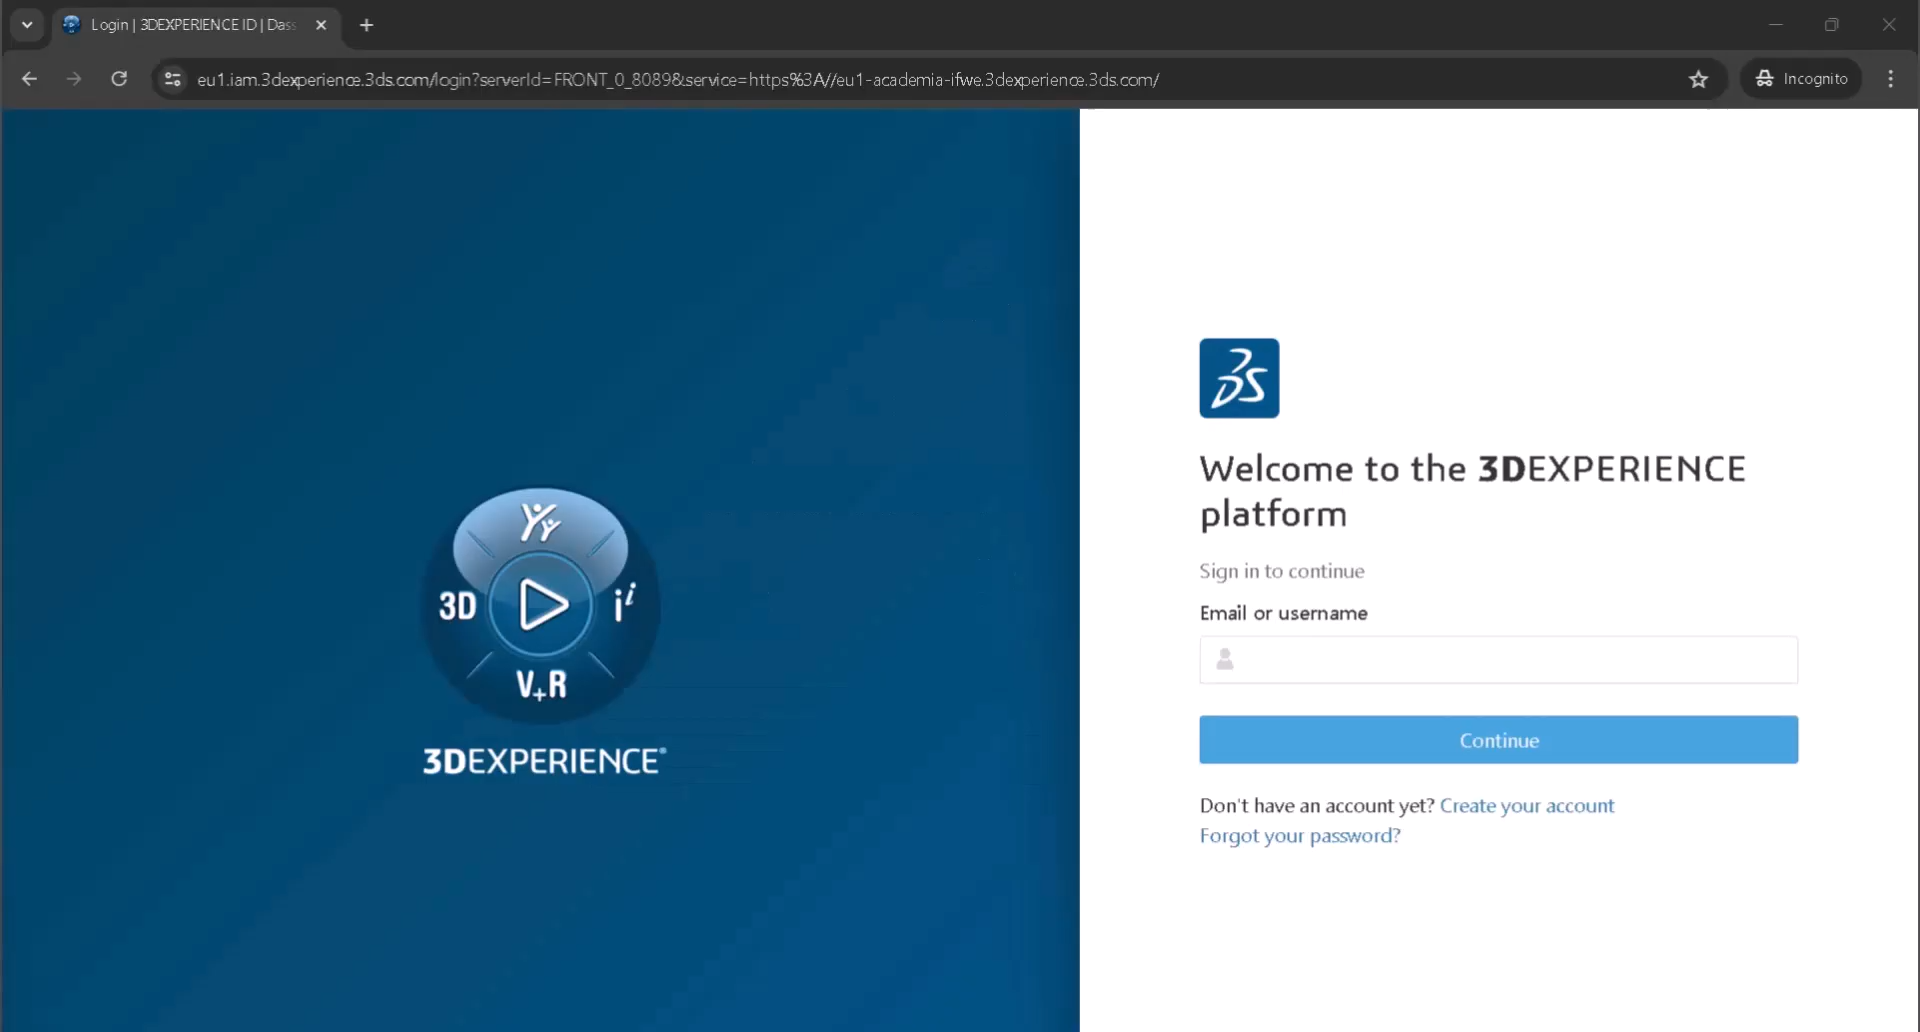 Login | 3DEXPERIENCE ID | Dass
eu1.iam.3dexperience.3ds.com/login?serverId=FRONT_0_8089&service=https%3A//eu1-academia-ifwe.3dexperience.3ds.com/
Incognito
3D
i i
V+R
3DEXPERIENCE®
3DS
Welcome to the 3DEXPERIENCE
platform
Sign in to continue
Email or username
Continue
Don't have an account yet? Create your account
Forgot your password?